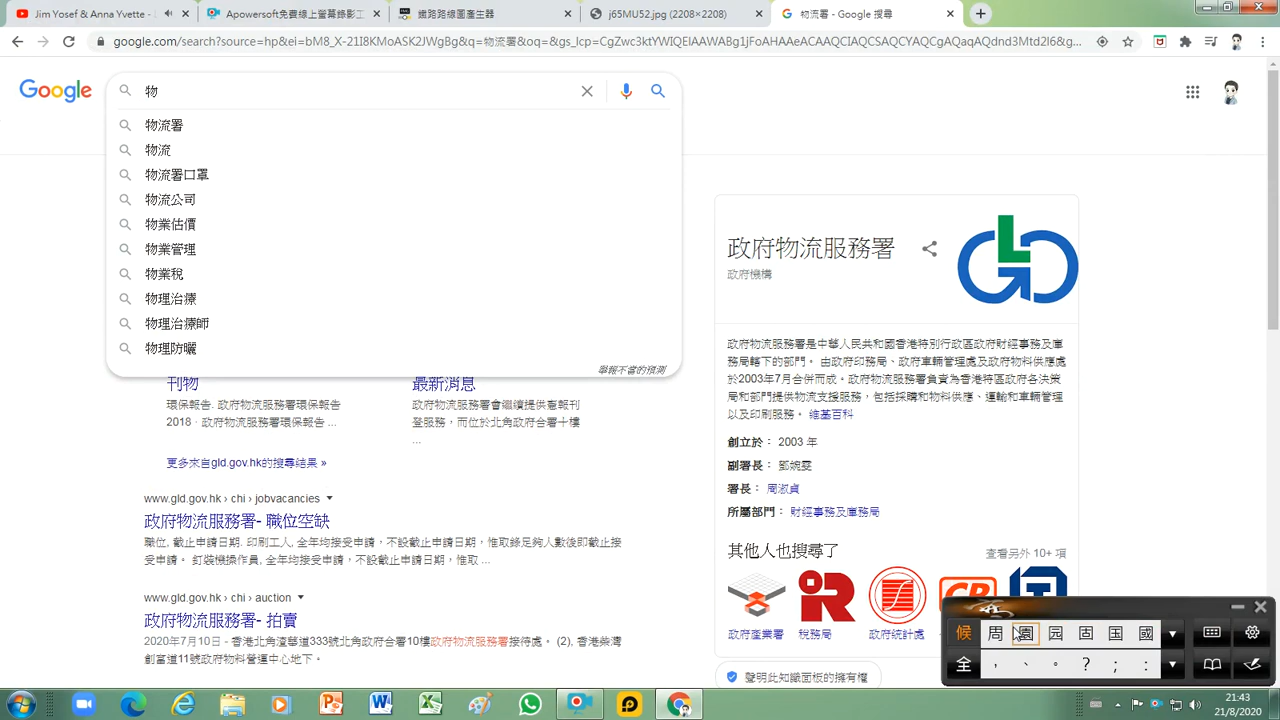 Jim Yosef & Anna Yvette -
Apowersoft免費線上螢幕錄影工
鐵路路線圖產生器
j65MU52.jpg (2208×2208)
物流署 - Google 搜尋
google.com/search?source=hp&ei=bM8_X-21I8KMoASK2JWgBg&q=物流署&oq=&gs_lcp=CgZwc3ktYWIQEIAAWABg1jFoAHAAeACAAQCIAQCSAQCYAQCgAQaqAQdnd3Mtd2l6&g...
Google
物
物流署
物流
物流署口罩
物流公司
物業估價
物業管理
物業稅
物理治療
物理治療師
物理防曬
舉報不當的預測
刊物
環保報告. 政府物流服務署環保報告
2018 · 政府物流服務署環保報告 ...
最新消息
政府物流服務署會繼續提供憲報刊
登服務，而位於北角政府合署十樓
...
更多來自gld.gov.hk的搜尋結果 »
www.gld.gov.hk › chi › jobvacancies
政府物流服務署- 職位空缺
職位, 截止申請日期. 印刷工人, 全年均接受申請，不設截止申請日期，惟取錄足夠人數後即截止接
受申請。 釘裝機操作員, 全年均接受申請，不設截止申請日期，惟取 ...
www.gld.gov.hk › chi › auction
政府物流服務署 - 拍賣
2020年7月10日 - 香港北角渣華道333號北角政府合署10樓政府物流服務署接待處。 (2), 香港柴灣
創富道11號政府物料營運中心地下。
政府物流服務署
政府機構
GLD
政府物流服務署是中華人民共和國香港特別行政區政府財經事務及庫
務局轄下的部門。 由政府印務局、政府車輛管理處及政府物料供應處
於2003年7月合併而成。政府物流服務署負責為香港特區政府各決策
局和部門提供物流支援服務，包括採購和物料供應、運輸和車輛管理
以及印刷服務。 維基百科
創立於： 2003 年
副署長： 鄧婉雯
署長： 周淑貞
所屬部門： 財經事務及庫務局
其他人也搜尋了
查看另外 10+ 項
政府產業署
稅務局
政府統計處
聲明此知識面板的擁有權
候 周 園 园 固 国 國
全 ， 、 。 ？ ； ：
21:43
21/8/2020